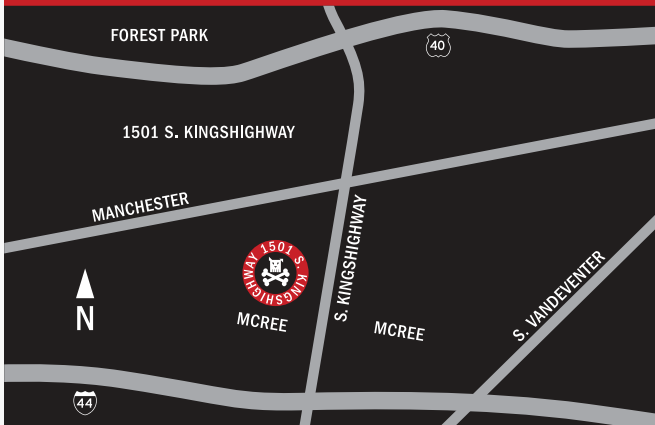 FOREST PARK
40
1501 S. KINGSHIGHWAY
MANCHESTER
S. KINGSHIGHWAY
1501 S. KINGSHIGHWAY
S. VANDEVENTER
MCREE
MCREE
N
44